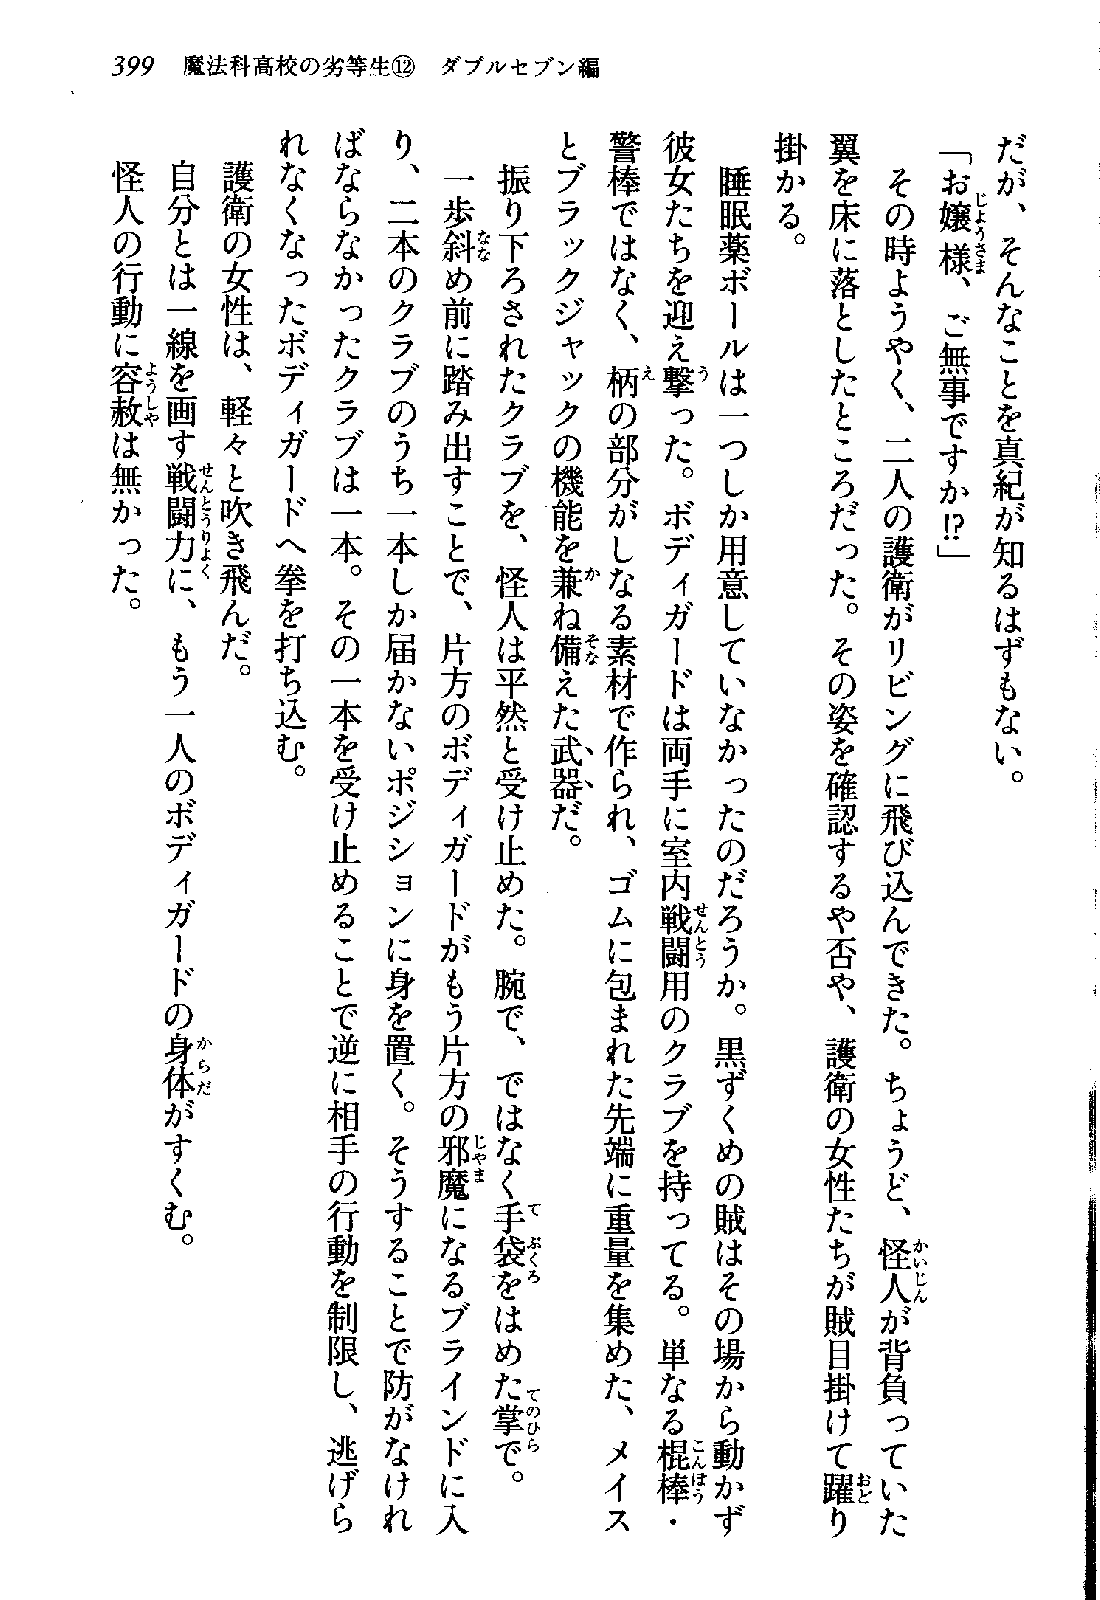 399　魔法科高校の劣等生⑫　ダブルセブン編
だが、そんなことを真紀が知るはずもない。
「お嬢様、ご無事ですか!?」
その時ようやく、二人の護衛がリビングに飛び込んできた。ちょうど、怪人が背負っていた
翼を床に落としたところだった。その姿を確認するや否や、護衛の女性たちが賊目掛けて躍り
掛かる。
睡眠薬ボールは一つしか用意していなかったのだろうか。黒ずくめの賊はその場から動かず
彼女たちを迎え撃った。ボディガードは両手に室内戦闘用のクラブを持ってる。単なる棍棒・
警棒ではなく、柄の部分がしなる素材で作られ、ゴムに包まれた先端に重量を集めた、メイス
とブラックジャックの機能を兼ね備えた武器だ。
振り下ろされたクラブを、怪人は平然と受け止めた。腕で、ではなく手袋をはめた掌で。
一歩斜め前に踏み出すことで、片方のボディガードがもう片方の邪魔になるブラインドに入
り、二本のクラブのうち一本しか届かないポジションに身を置く。そうすることで防がなけれ
ばならなかったクラブは一本。その一本を受け止めることで逆に相手の行動を制限し、逃げら
れなくなったボディガードへ拳を打ち込む。
護衛の女性は、軽々と吹き飛んだ。
自分とは一線を画す戦闘力に、もう一人のボディガードの身体がすくむ。
怪人の行動に容赦は無かった。